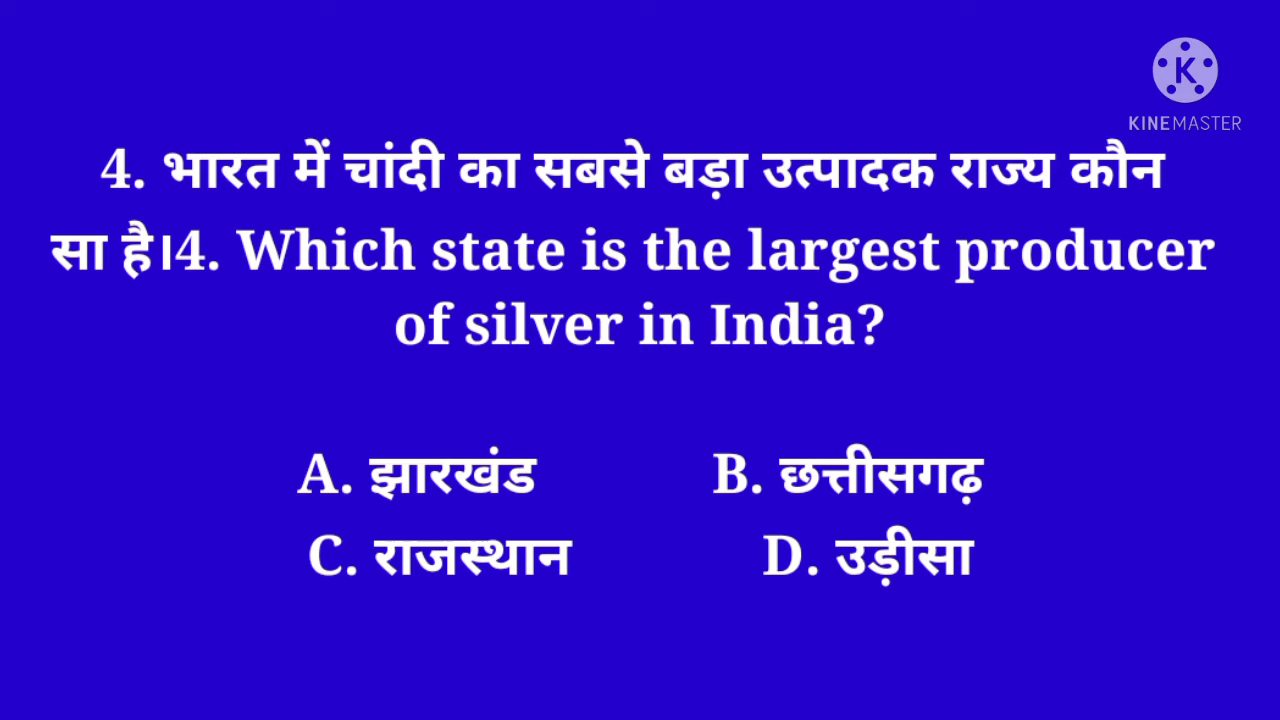 K
KINEMASTER
4. भारत में चांदी का सबसे बड़ा उत्पादक राज्य कौन
सा है।4. Which state is the largest producer
of silver in India?
A. झारखंड B. छत्तीसगढ़
C. राजस्थान D. उड़ीसा